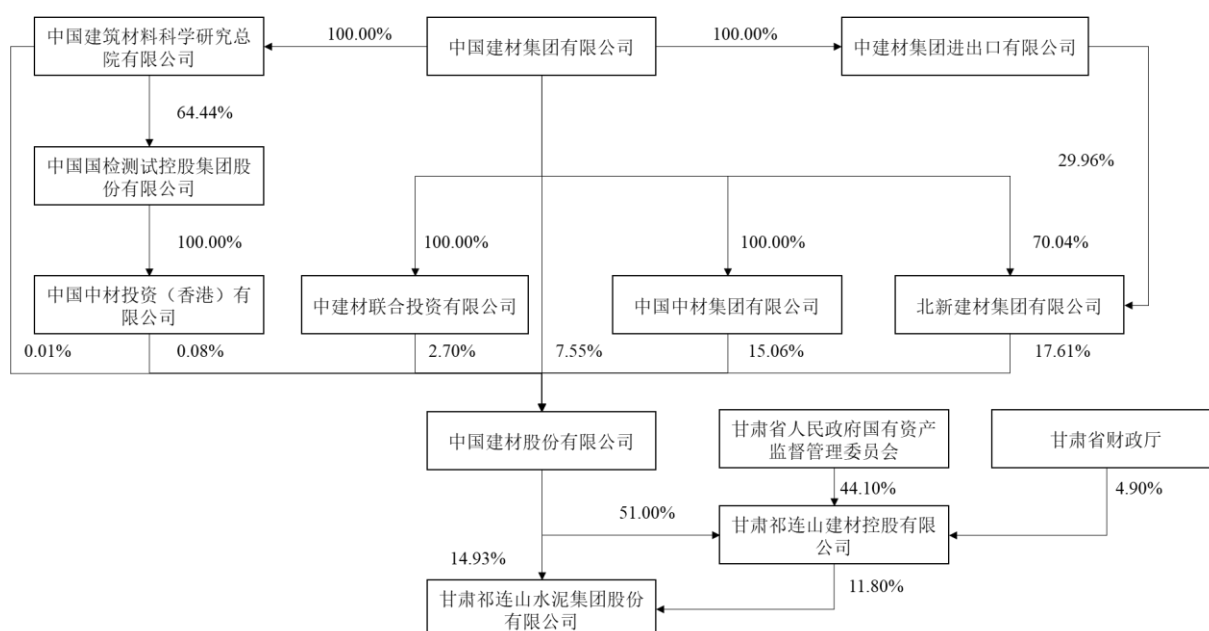 中国建筑材料科学研究总
院有限公司
100.00%
中国建材集团有限公司
100.00%
中建材集团进出口有限公司
64.44%
中国国检测试控股集团股
份有限公司
29.96%
100.00%
100.00%
100.00%
70.04%
中国中材投资（香港）有
限公司
中建材联合投资有限公司
中国中材集团有限公司
北新建材集团有限公司
0.01%
0.08%
2.70%
7.55%
15.06%
17.61%
中国建材股份有限公司
甘肃省人民政府国有资产
监督管理委员会
甘肃省财政厅
44.10%
4.90%
51.00%
甘肃祁连山建材控股有限
公司
14.93%
11.80%
甘肃祁连山水泥集团股份
有限公司